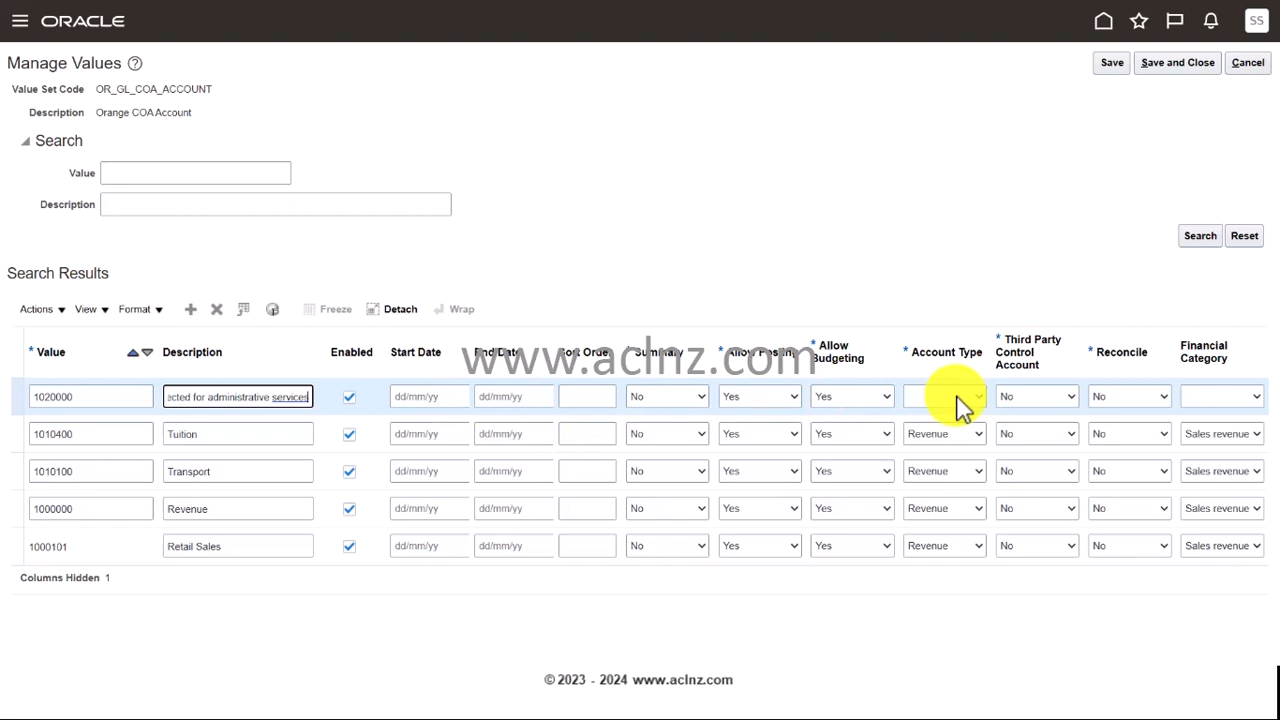 ORACLE
SS
Manage Values ?
Save
Save and Close
Cancel
Value Set Code OR_GL_COA_ACCOUNT
Description Orange COA Account
Search
Value
Description
Search
Reset
Search Results
Actions View Format Freeze Detach Wrap
* Value Description Enabled Start Date End Date Sort Order * Summary * Allow Posting * Allow Budgeting * Account Type * Third Party Control Account * Reconcile Financial Category
www.aclnz.com
1020000 ected for administrative services dd/mm/yy dd/mm/yy No Yes Yes No No
1010400 Tuition dd/mm/yy dd/mm/yy No Yes Yes Revenue No No Sales revenue
1010100 Transport dd/mm/yy dd/mm/yy No Yes Yes Revenue No No Sales revenue
1000000 Revenue dd/mm/yy dd/mm/yy No Yes Yes Revenue No No Sales revenue
1000101 Retail Sales dd/mm/yy dd/mm/yy No Yes Yes Revenue No No Sales revenue
Columns Hidden 1
© 2023 - 2024 www.aclnz.com